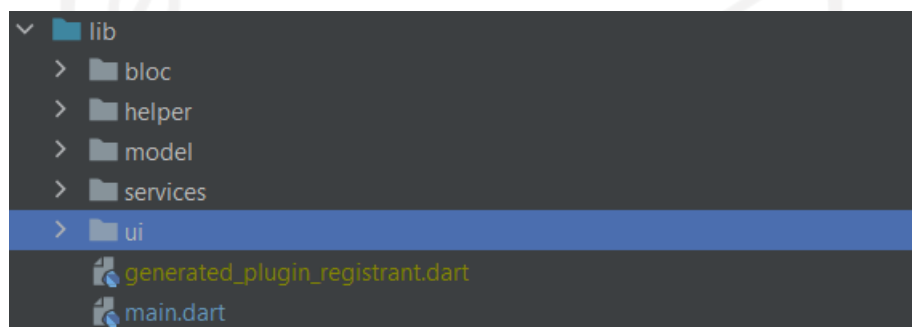 lib
bloc
helper
model
services
ui
generated_plugin_registrant.dart
main.dart